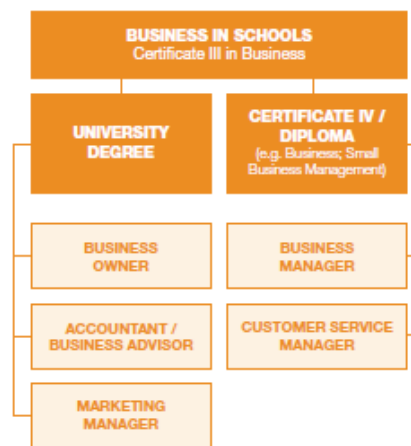 BUSINESS IN SCHOOLS
Certificate III in Business
UNIVERSITY
DEGREE
CERTIFICATE IV /
DIPLOMA
(e.g. Business; Small
Business Management)
BUSINESS
OWNER
BUSINESS
MANAGER
ACCOUNTANT /
BUSINESS ADVISOR
CUSTOMER SERVICE
MANAGER
MARKETING
MANAGER